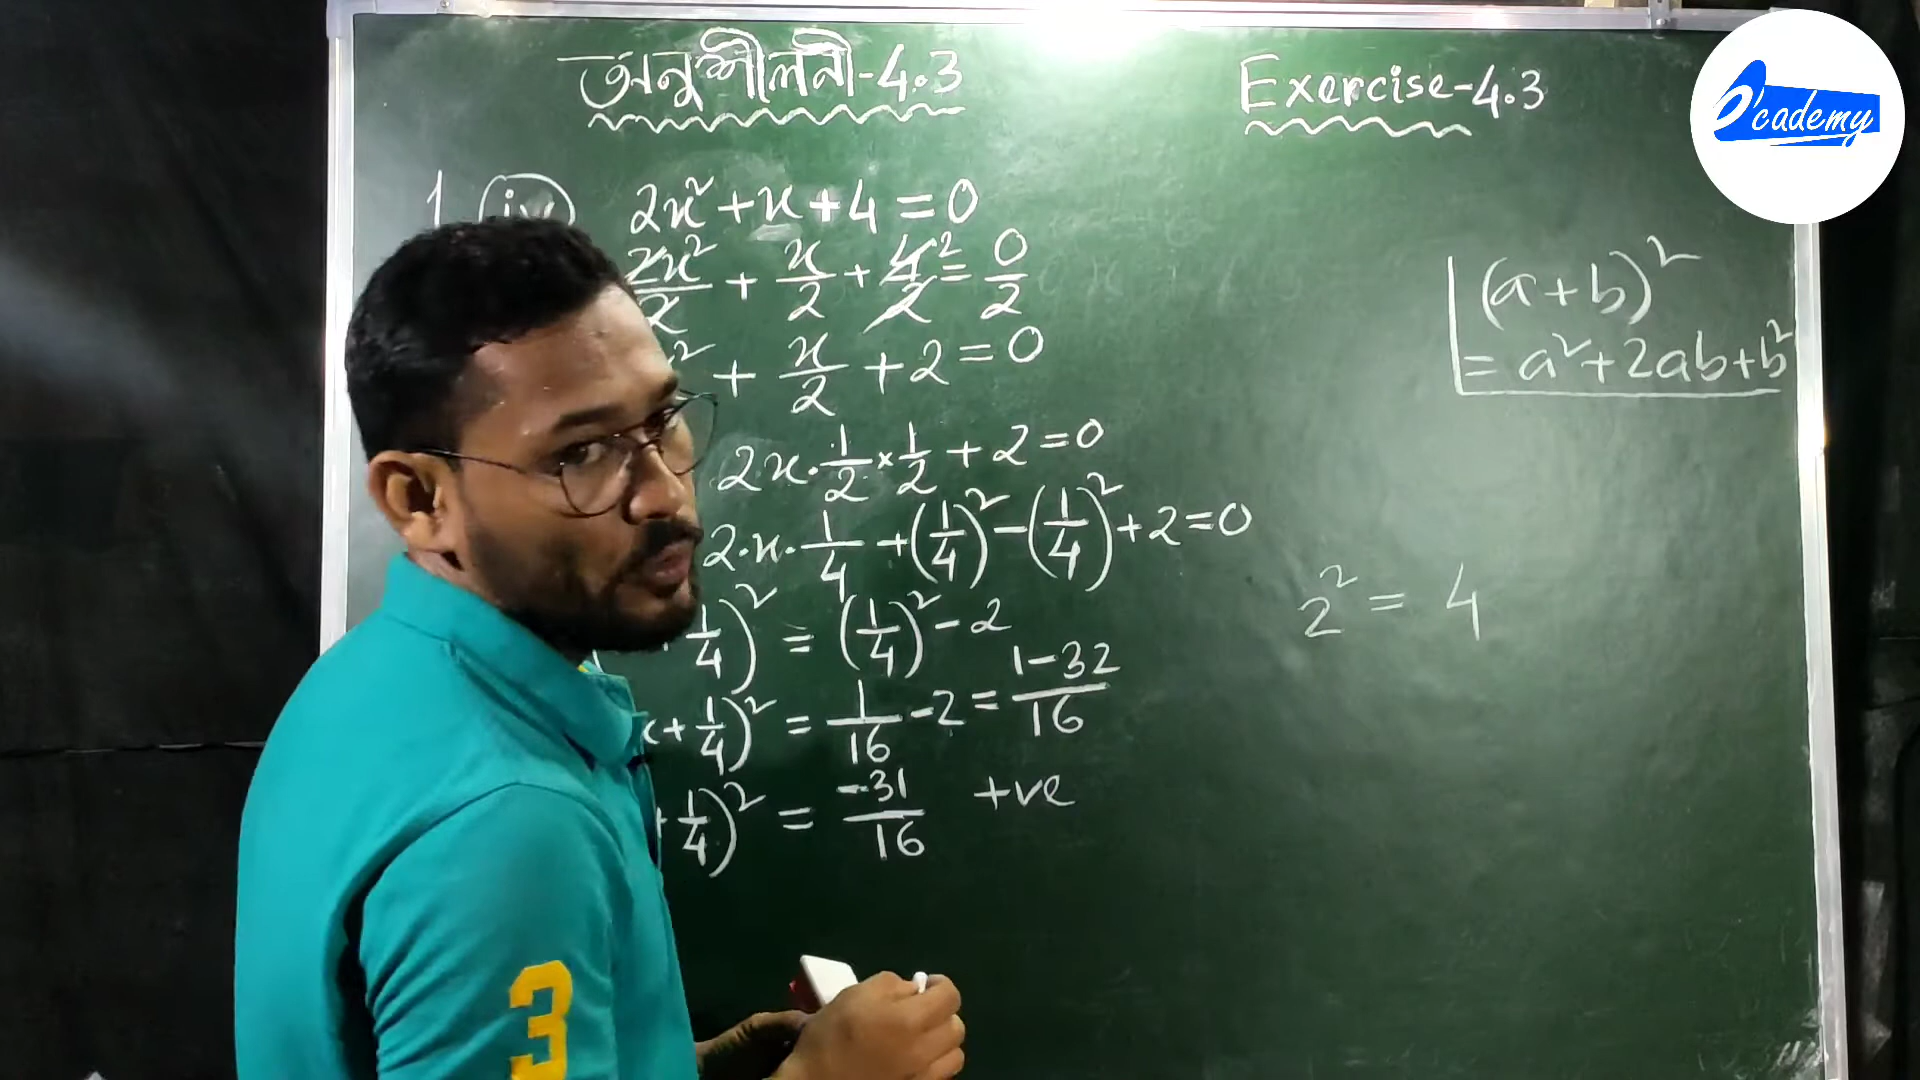 অনুশীলনী-4.3
Exercise-4.3
e'cademy
1 (iv) 2x²+x+4=0
2x²/2 + x/2 + 4/2 2 = 0/2
² + x/2 + 2 = 0
2x·1/2×1/2+2=0
2·x·1/4+(1/4)²-(1/4)²+2=0
1/4)² = (1/4)²-2
x+1/4)² = 1/16-2 = 1-32/16
+1/4)² = -31/16 +ve
(a+b)²
= a²+2ab+b²
2² = 4
3